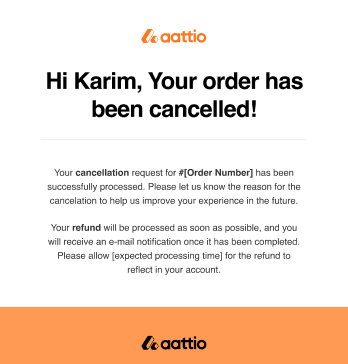 aattio
Hi Karim, Your order has
been cancelled!
Your cancellation request for #[Order Number] has been
successfully processed. Please let us know the reason for the
cancelation to help us improve your experience in the future.
Your refund will be processed as soon as possible, and you
will receive an e-mail notification once it has been completed.
Please allow [expected processing time] for the refund to
reflect in your account.
aattio